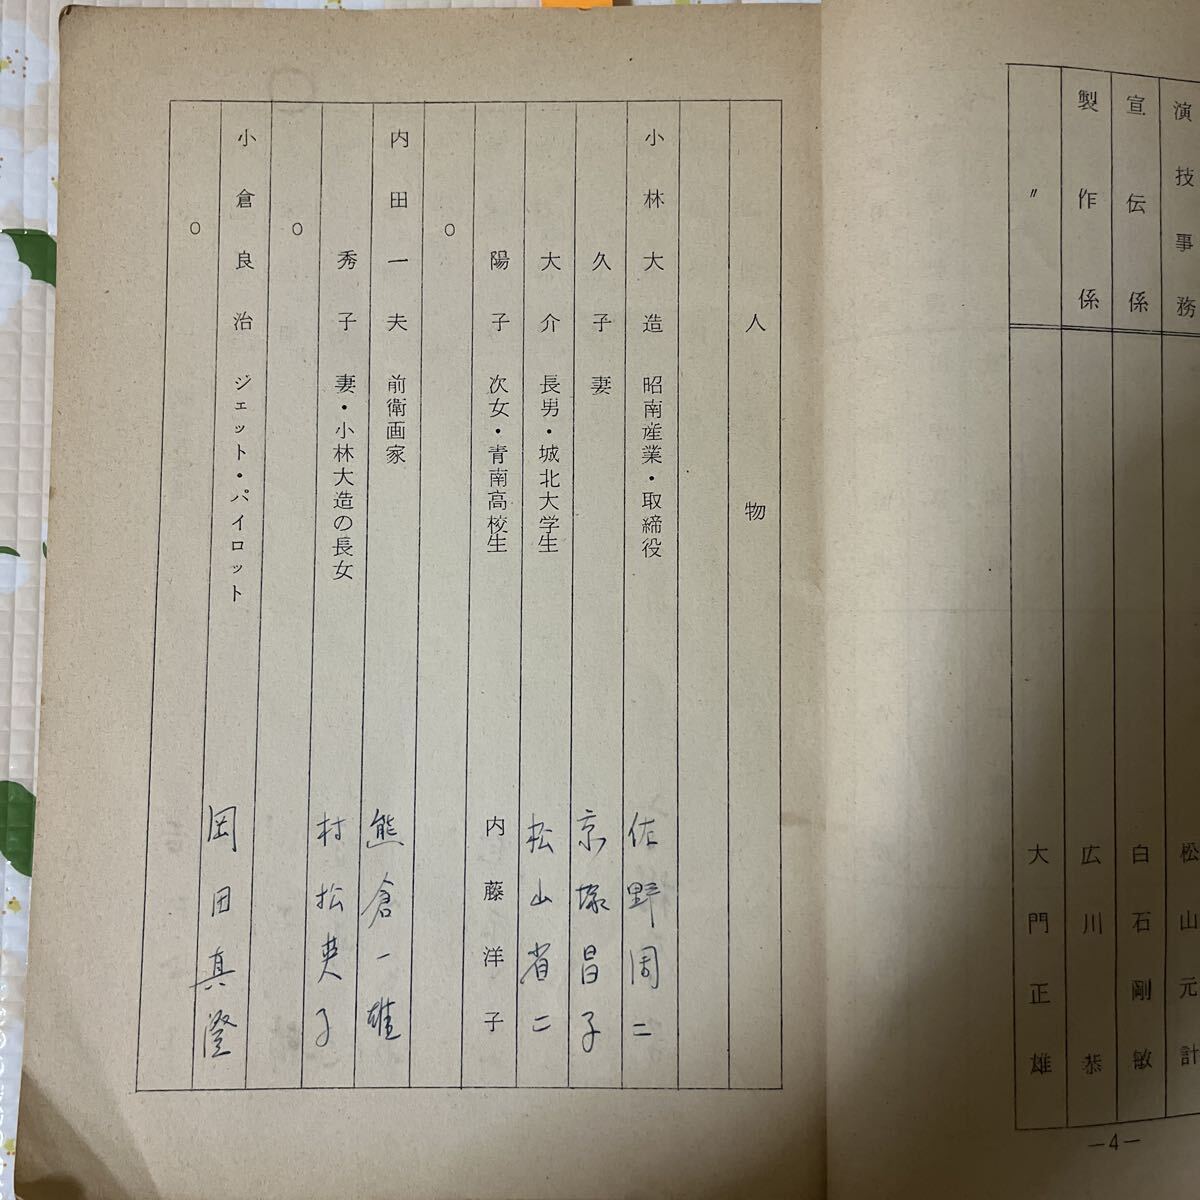 演技事務 松山元計
宣伝係 白石剛敏
製作係 広川恭
〃 大門正雄
―4―
人物
小林大造 昭南産業・取締役 佐野周二
久子 妻 京塚昌子
大介 長男・城北大学生 松山省二
陽子 次女・青南高校生 内藤洋子
○
内田一夫 前衛画家 熊倉一雄
秀子 妻・小林大造の長女 村松英子
○
小倉良治 ジェット・パイロット 岡田真澄
○